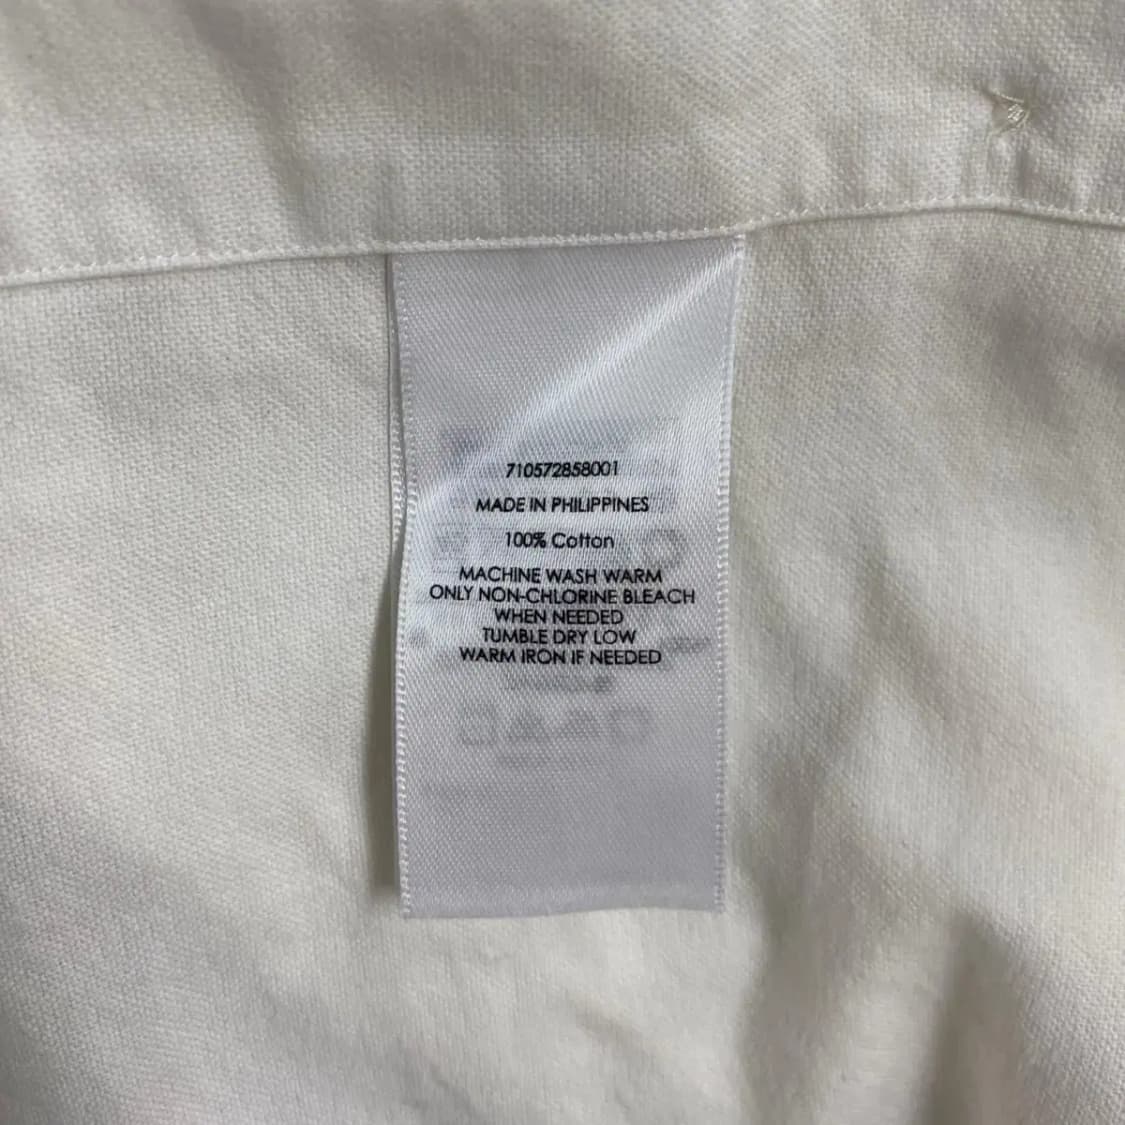 710572858001
MADE IN PHILIPPINES
100% Cotton
MACHINE WASH WARM
ONLY NON-CHLORINE BLEACH
WHEN NEEDED
TUMBLE DRY LOW
WARM IRON IF NEEDED